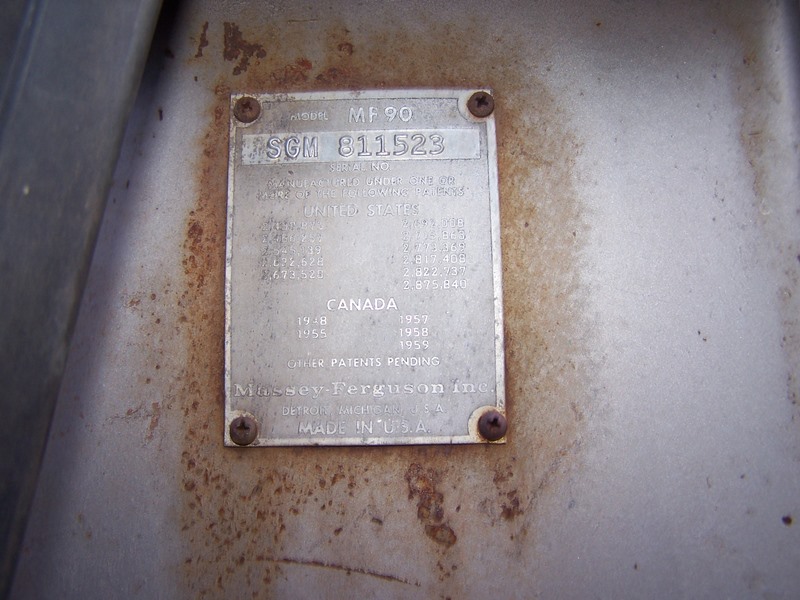 MODEL MF 90
SGM 811523
SERIAL NO.
MANUFACTURED UNDER ONE OR
MORE OF THE FOLLOWING PATENTS
UNITED STATES
2,817,408
2,822,737
2,673,520
2,875,840
CANADA
1948 1957
1955 1958
1959
OTHER PATENTS PENDING
Massey-Ferguson Inc.
DETROIT, MICHIGAN, U.S.A.
MADE IN U.S.A.